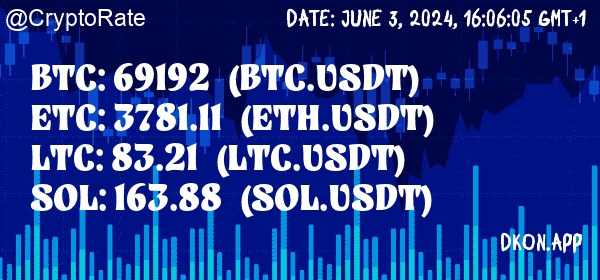 @CryptoRate
DATE: JUNE 3, 2024, 16:06:05 GMT+1
BTC: 69192 (BTC.USDT)
ETC: 3781.11 (ETH.USDT)
LTC: 83.21 (LTC.USDT)
SOL: 163.88 (SOL.USDT)
DKON.APP